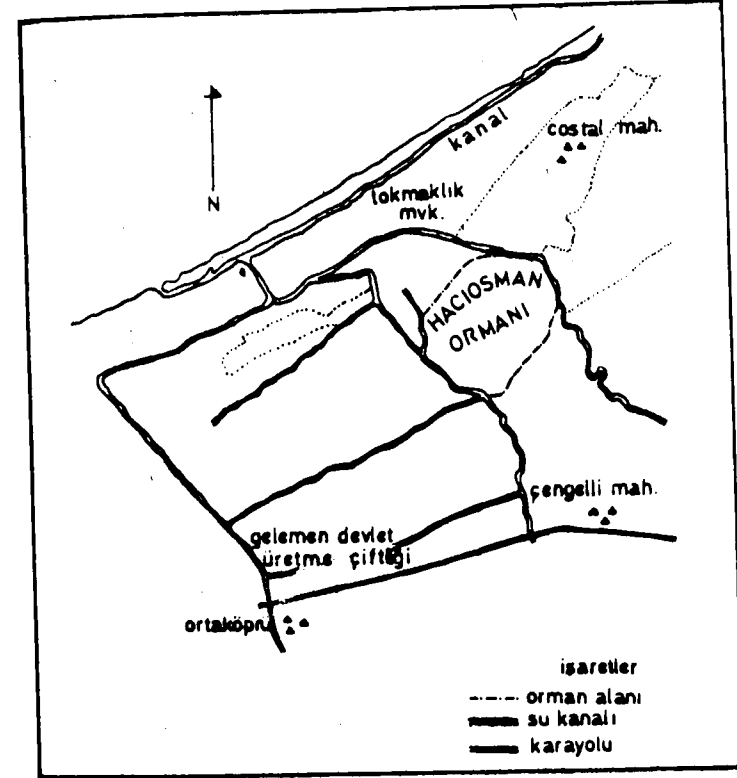 N
kanal
costal mah.
tokmaklık
mvk.
HACIOSMAN
ORMANI
çengelli mah.
gelemen devlet
üretme çiftliği
ortaköprü
işaretler
orman alanı
su kanalı
karayolu